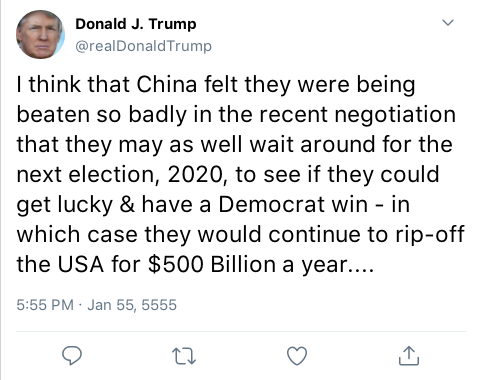 Donald J. Trump
@realDonaldTrump
I think that China felt they were being
beaten so badly in the recent negotiation
that they may as well wait around for the
next election, 2020, to see if they could
get lucky & have a Democrat win - in
which case they would continue to rip-off
the USA for $500 Billion a year....
5:55 PM · Jan 55, 5555